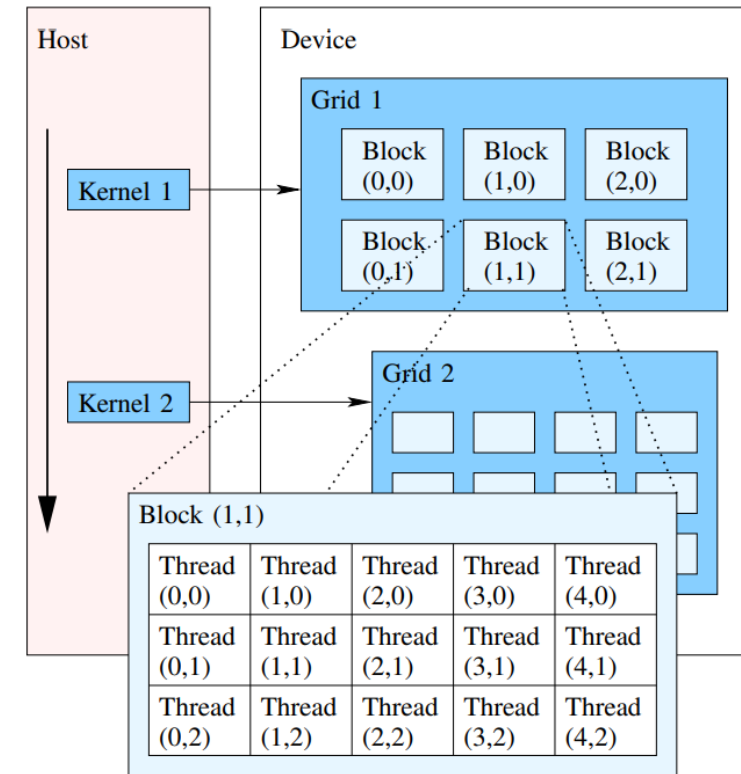 Host
Device
Grid 1
Block Block Block
(0,0) (1,0) (2,0)
Kernel 1
Block Block Block
(0,1) (1,1) (2,1)
Grid 2
Kernel 2
Block (1,1)
Thread Thread Thread Thread Thread
(0,0) (1,0) (2,0) (3,0) (4,0)
Thread Thread Thread Thread Thread
(0,1) (1,1) (2,1) (3,1) (4,1)
Thread Thread Thread Thread Thread
(0,2) (1,2) (2,2) (3,2) (4,2)